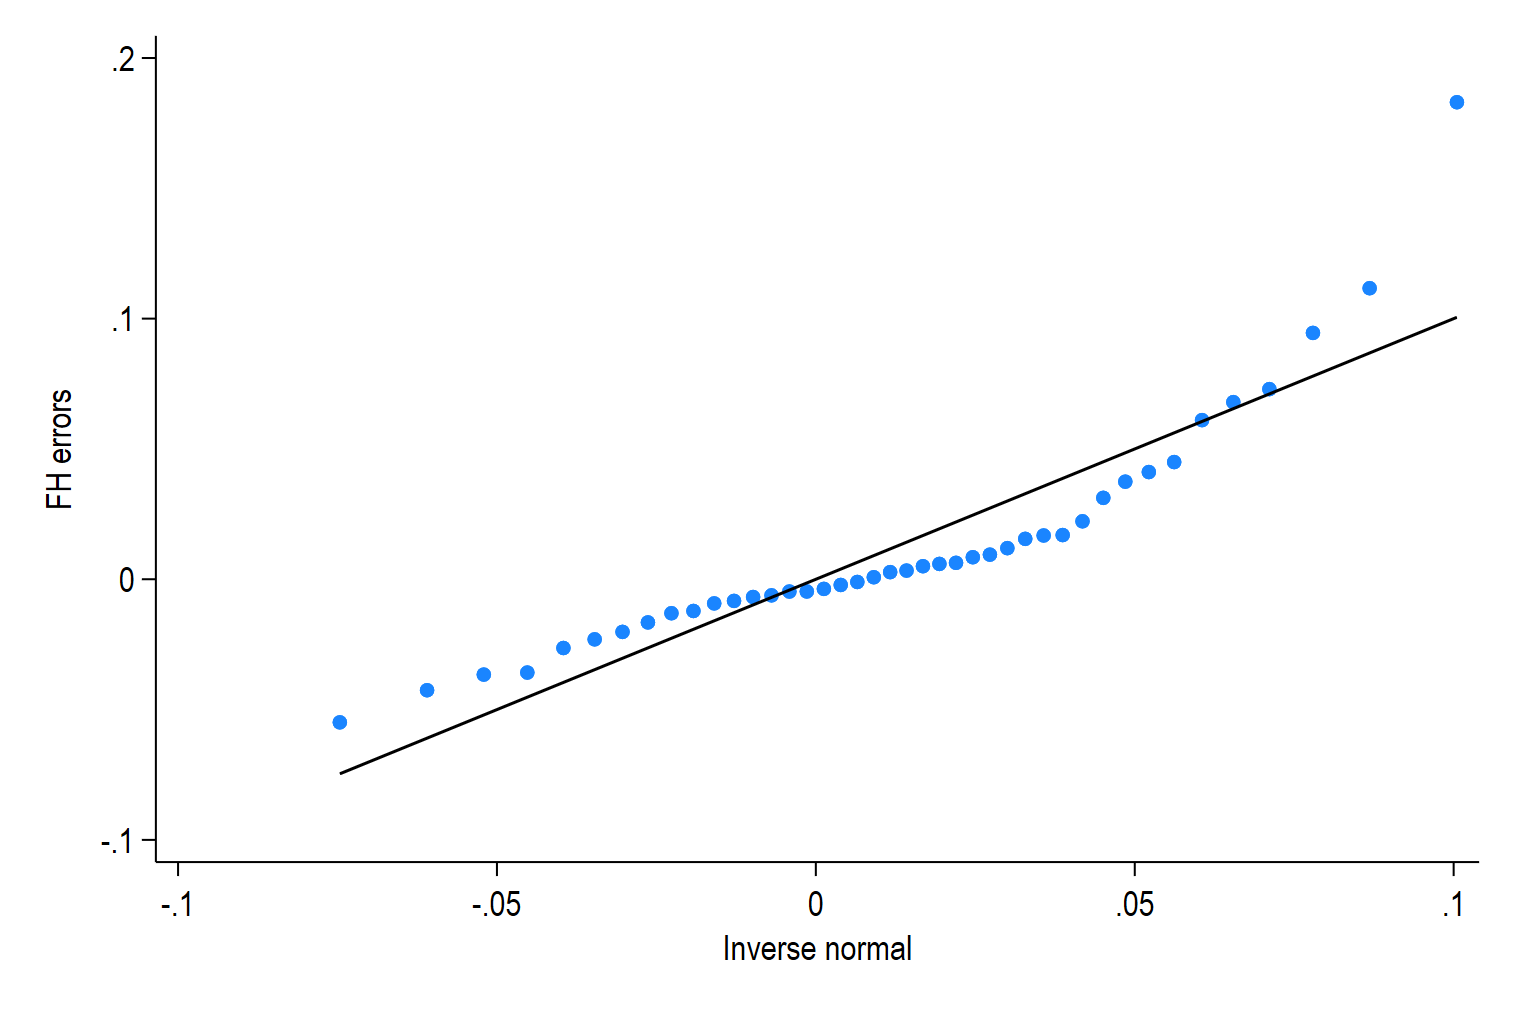 .2
.1
0
-.1
FH errors
-.1 -.05 0 .05 .1
Inverse normal